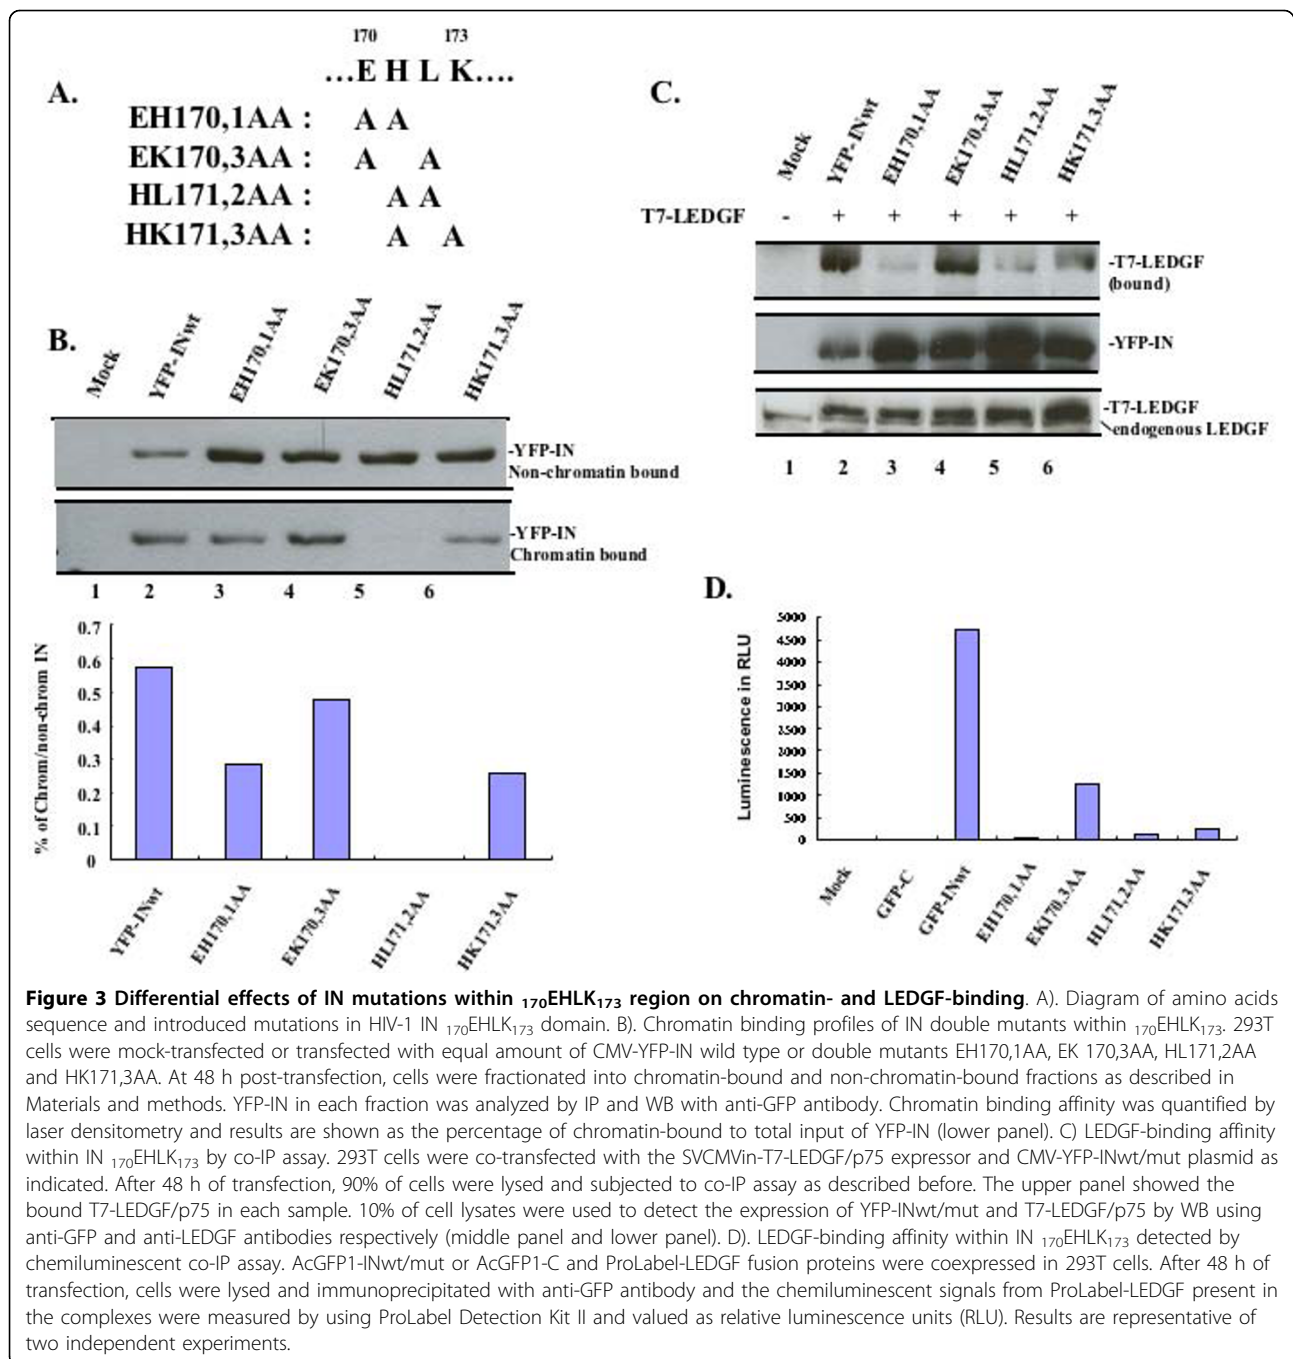 A.
170 173
...E H L K....
EH170,1AA : A A
EK170,3AA : A A
HL171,2AA : A A
HK171,3AA : A A
B.
Mock
YFP-INwt
EH170,1AA
EK170,3AA
HL171,2AA
HK171,3AA
-YFP-IN
Non-chromatin bound
-YFP-IN
Chromatin bound
1 2 3 4 5 6
% of Chrom/non-chrom IN
0.7
0.6
0.5
0.4
0.3
0.2
0.1
0
YFP-INwt
EH170,1AA
EK170,3AA
HL171,2AA
HK171,3AA
C.
Mock
YFP-INwt
EH170,1AA
EK170,3AA
HL171,2AA
HK171,3AA
T7-LEDGF - + + + + +
-T7-LEDGF
(bound)
-YFP-IN
-T7-LEDGF
\endogenous LEDGF
1 2 3 4 5 6
D.
Luminescence in RLU
5000
4500
4000
3500
3000
2500
2000
1500
1000
500
0
Mock
GFP-C
GFP-INwt
EH170,1AA
EK170,3AA
HL171,2AA
HK171,3AA
Figure 3 Differential effects of IN mutations within 170EHLK173 region on chromatin- and LEDGF-binding. A). Diagram of amino acids
sequence and introduced mutations in HIV-1 IN 170EHLK173 domain. B). Chromatin binding profiles of IN double mutants within 170EHLK173. 293T
cells were mock-transfected or transfected with equal amount of CMV-YFP-IN wild type or double mutants EH170,1AA, EK 170,3AA, HL171,2AA
and HK171,3AA. At 48 h post-transfection, cells were fractionated into chromatin-bound and non-chromatin-bound fractions as described in
Materials and methods. YFP-IN in each fraction was analyzed by IP and WB with anti-GFP antibody. Chromatin binding affinity was quantified by
laser densitometry and results are shown as the percentage of chromatin-bound to total input of YFP-IN (lower panel). C) LEDGF-binding affinity
within IN 170EHLK173 by co-IP assay. 293T cells were co-transfected with the SVCMVin-T7-LEDGF/p75 expressor and CMV-YFP-INwt/mut plasmid as
indicated. After 48 h of transfection, 90% of cells were lysed and subjected to co-IP assay as described before. The upper panel showed the
bound T7-LEDGF/p75 in each sample. 10% of cell lysates were used to detect the expression of YFP-INwt/mut and T7-LEDGF/p75 by WB using
anti-GFP and anti-LEDGF antibodies respectively (middle panel and lower panel). D). LEDGF-binding affinity within IN 170EHLK173 detected by
chemiluminescent co-IP assay. AcGFP1-INwt/mut or AcGFP1-C and ProLabel-LEDGF fusion proteins were coexpressed in 293T cells. After 48 h of
transfection, cells were lysed and immunoprecipitated with anti-GFP antibody and the chemiluminescent signals from ProLabel-LEDGF present in
the complexes were measured by using ProLabel Detection Kit II and valued as relative luminescence units (RLU). Results are representative of
two independent experiments.